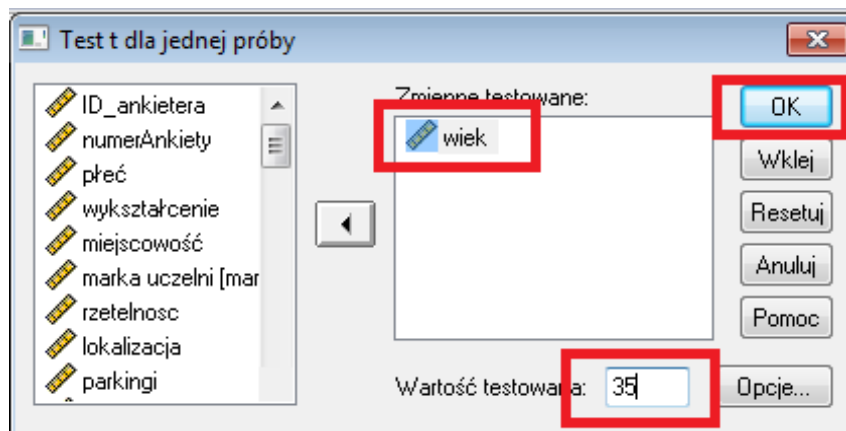 Test t dla jednej próby
ID_ankietera
numerAnkiety
płeć
wykształcenie
miejscowość
marka uczelni [mar
rzetelnosc
lokalizacja
parkingi
Zmienne testowane:
wiek
Wartość testowana: 35
OK
Wklej
Resetuj
Anuluj
Pomoc
Opcje...